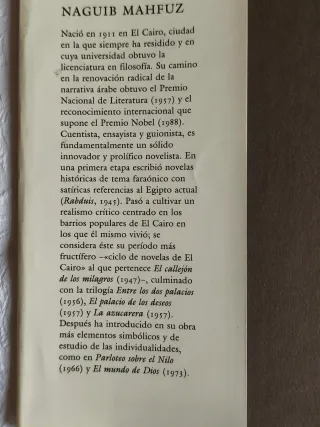 NAGUIB MAHFUZ
Nació en 1911 en El Cairo, ciudad
en la que siempre ha residido y en
cuya universidad obtuvo la
licenciatura en filosofía. Su camino
en la renovación radical de la
narrativa árabe obtuvo el Premio
Nacional de Literatura (1957) y el
reconocimiento internacional que
supone el Premio Nobel (1988).
Cuentista, ensayista y guionista, es
fundamentalmente un sólido
innovador y prolífico novelista. En
una primera etapa escribió novelas
históricas de tema faraónico con
satíricas referencias al Egipto actual
(Rabduis, 1945). Pasó a cultivar un
realismo crítico centrado en los
barrios populares de El Cairo en
los que él mismo vivió; se
considera éste su período más
fructífero –«ciclo de novelas de El
Cairo» al que pertenece El callejón
de los milagros (1947)–, culminado
con la trilogía Entre los dos palacios
(1956), El palacio de los deseos
(1957) y La azucarera (1957).
Después ha introducido en su obra
más elementos simbólicos y de
estudio de las individualidades,
como en Parloteo sobre el Nilo
(1966) y El mundo de Dios (1973).